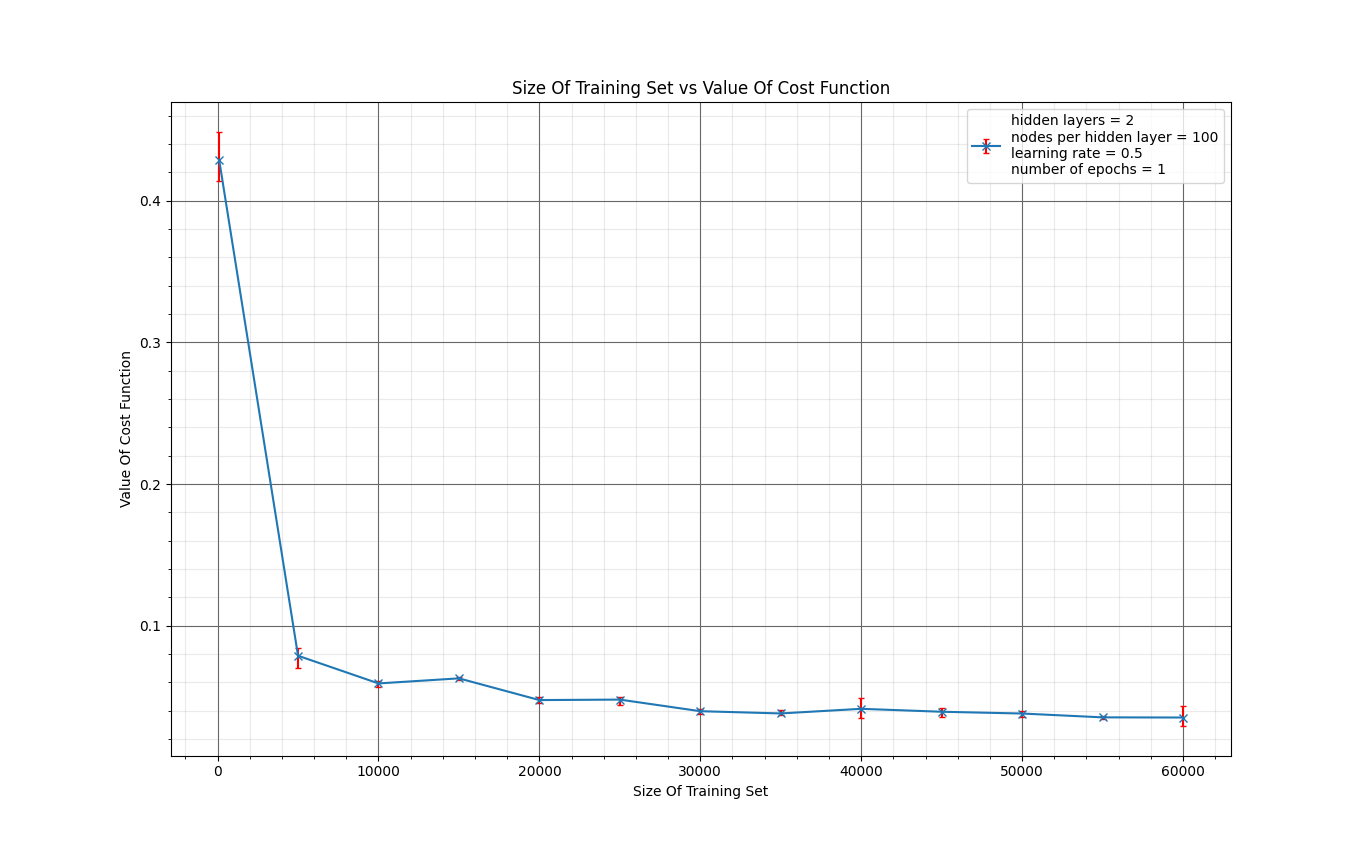 Size Of Training Set vs Value Of Cost Function
hidden layers = 2
nodes per hidden layer = 100
learning rate = 0.5
number of epochs = 1
0.4
0.3
0.2
0.1
Value Of Cost Function
0
10000
20000
30000
40000
50000
60000
Size Of Training Set